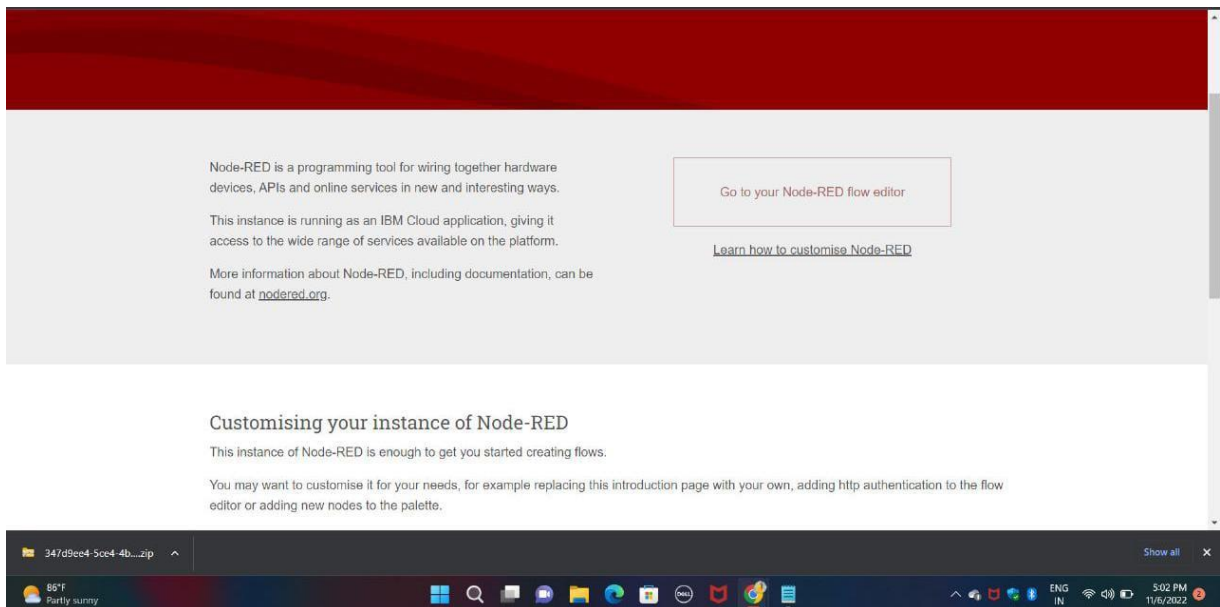 Node-RED is a programming tool for wiring together hardware
devices, APIs and online services in new and interesting ways.
This instance is running as an IBM Cloud application, giving it
access to the wide range of services available on the platform.
More information about Node-RED, including documentation, can be
found at nodered.org.
Go to your Node-RED flow editor
Learn how to customise Node-RED
Customising your instance of Node-RED
This instance of Node-RED is enough to get you started creating flows.
You may want to customise it for your needs, for example replacing this introduction page with your own, adding http authentication to the flow
editor or adding new nodes to the palette.
347d9ee4-5ce4-4b....zip
Show all
86°F
Partly sunny
DELL
ENG
IN
5:02 PM
11/6/2022
2